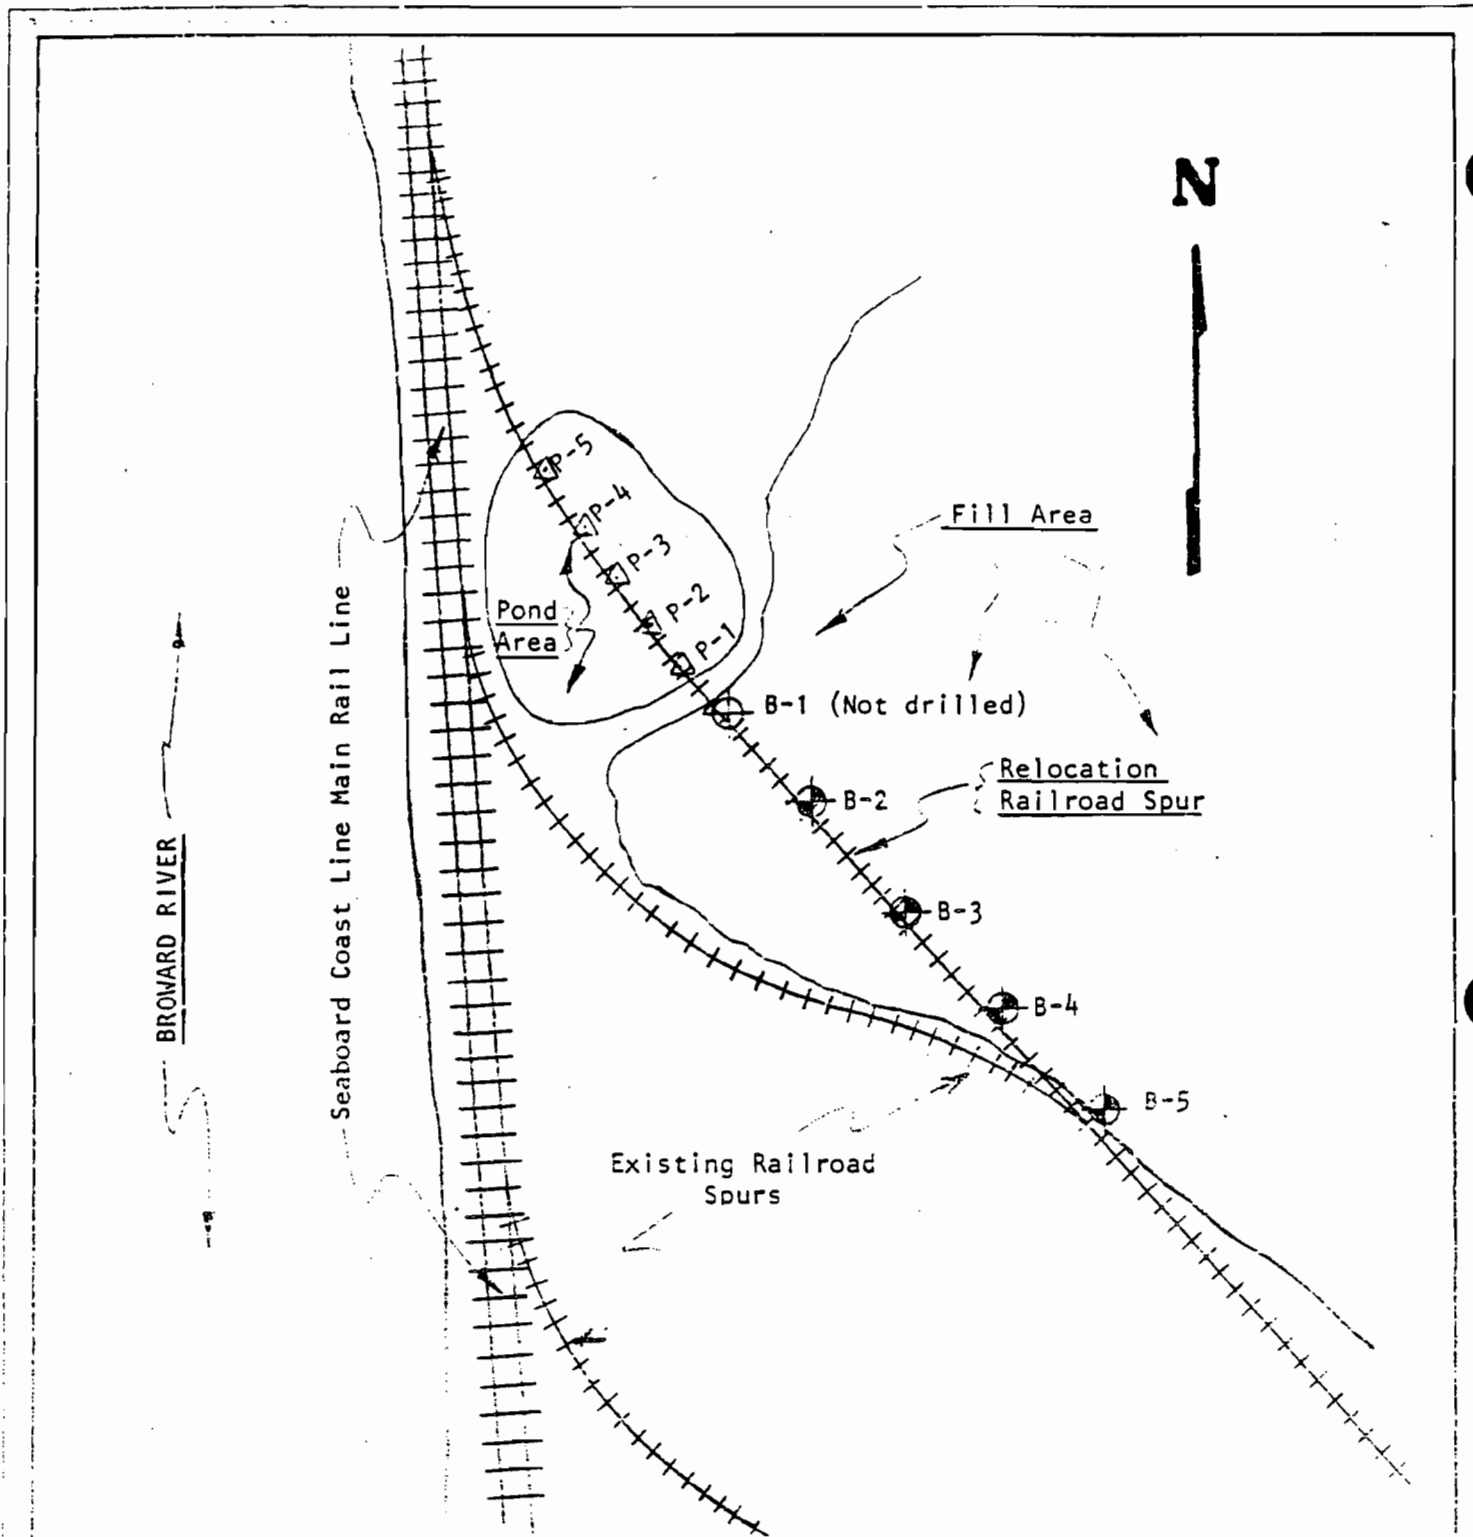 N
P-5
P-4
Fill Area
P-3
Pond
Area
P-2
P-1
B-1 (Not drilled)
Relocation
Railroad Spur
B-2
B-3
B-4
B-5
Seaboard Coast Line Main Rail Line
BROWARD RIVER
Existing Railroad
Spurs